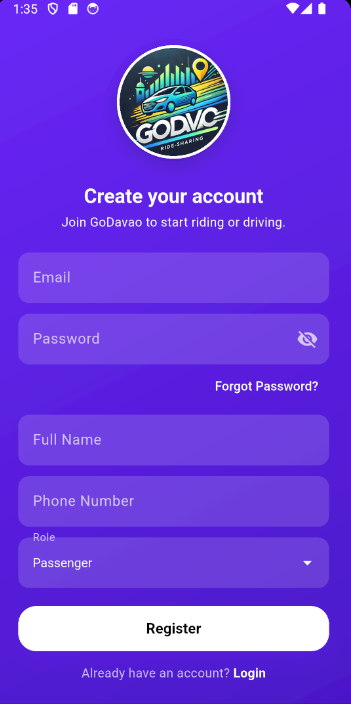 1:35
GODVO
RIDE-SHARING
Create your account
Join GoDavao to start riding or driving.
Email
Password
Forgot Password?
Full Name
Phone Number
Role
Passenger
Register
Already have an account? Login